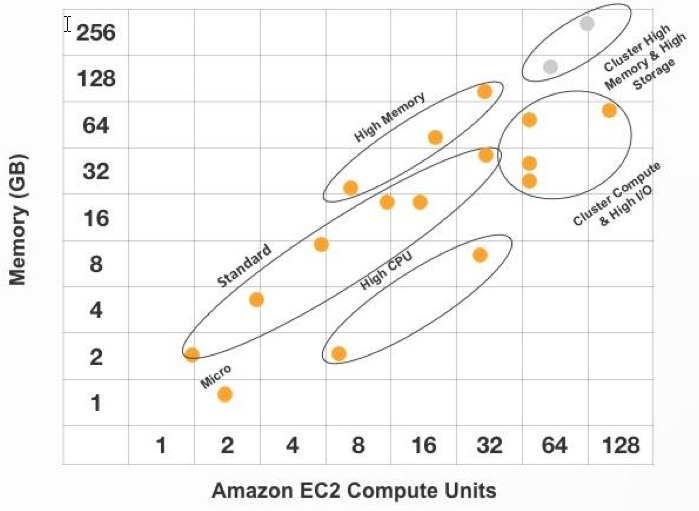 256
128
64
32
16
8
4
2
1
Memory (GB)
Cluster High
Memory & High
Storage
High Memory
Cluster Compute
& High I/O
Standard
High CPU
Micro
1 2 4 8 16 32 64 128
Amazon EC2 Compute Units